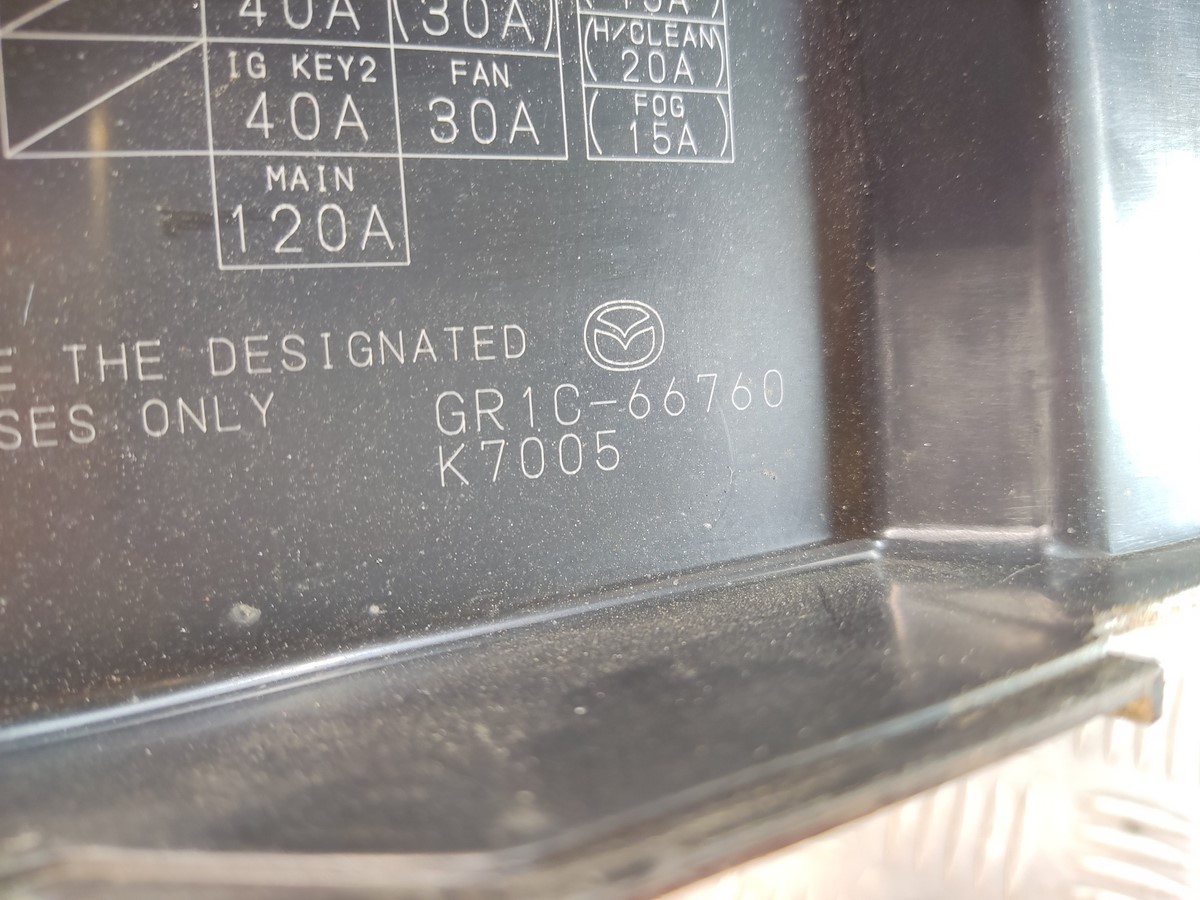 40A (30A) (15A)
IG KEY2 FAN (H/CLEAN)
40A 30A 20A
MAIN (FOG)
120A 15A
E THE DESIGNATED
SES ONLY GR1C-66760
K7005